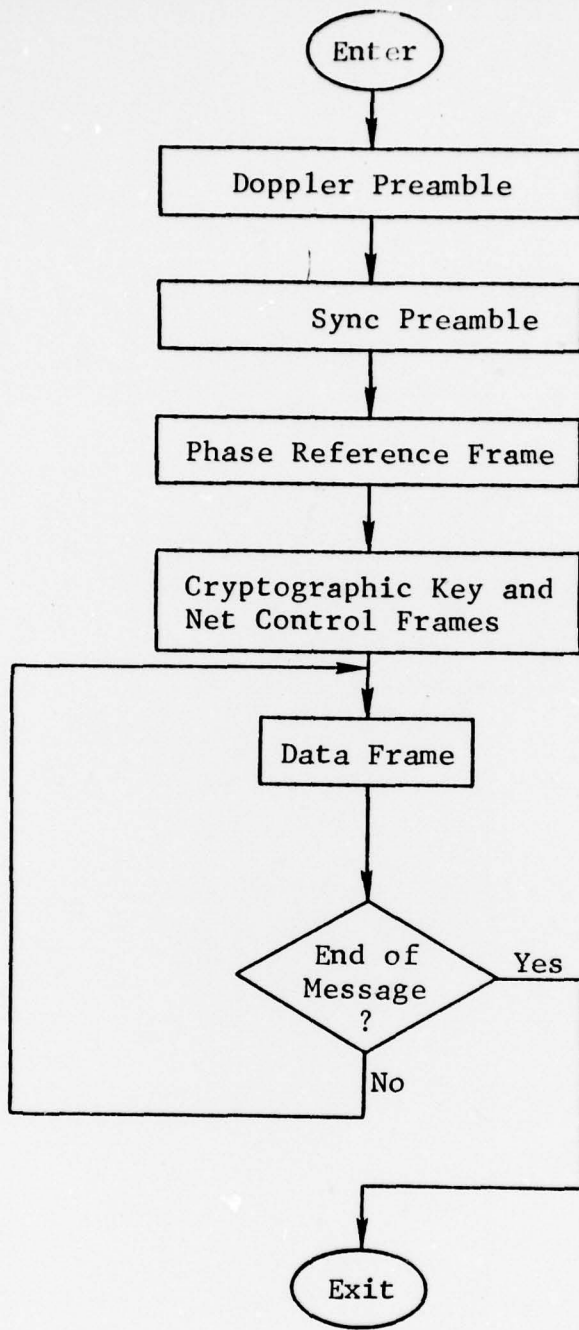 Enter
Doppler Preamble
Sync Preamble
Phase Reference Frame
Cryptographic Key and
Net Control Frames
Data Frame
End of
Message
?
Yes
No
Exit